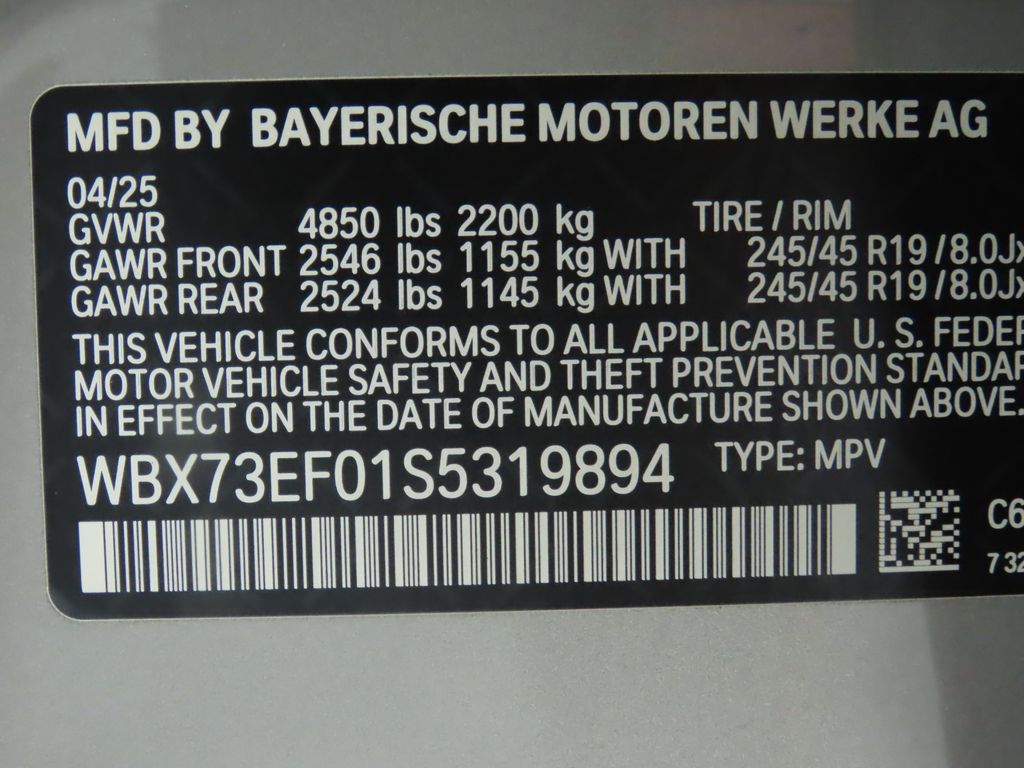 MFD BY BAYERISCHE MOTOREN WERKE AG
04/25
GVWR 4850 lbs 2200 kg TIRE / RIM
GAWR FRONT 2546 lbs 1155 kg WITH 245/45 R19 / 8.0Jx
GAWR REAR 2524 lbs 1145 kg WITH 245/45 R19 / 8.0Jx
THIS VEHICLE CONFORMS TO ALL APPLICABLE U. S. FEDER
MOTOR VEHICLE SAFETY AND THEFT PREVENTION STANDAR
IN EFFECT ON THE DATE OF MANUFACTURE SHOWN ABOVE.
WBX73EF01S5319894 TYPE: MPV
C6
7 32